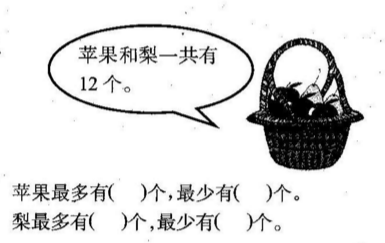 苹果和梨一共有
12个。
苹果最多有(　)个,最少有(　)个。
梨最多有(　)个,最少有(　)个。